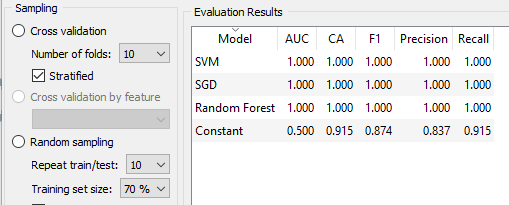 Sampling
Cross validation
Number of folds: 10
Stratified
Cross validation by feature
Random sampling
Repeat train/test: 10
Training set size: 70 %
Evaluation Results
Model AUC CA F1 Precision Recall
SVM 1.000 1.000 1.000 1.000 1.000
SGD 1.000 1.000 1.000 1.000 1.000
Random Forest 1.000 1.000 1.000 1.000 1.000
Constant 0.500 0.915 0.874 0.837 0.915